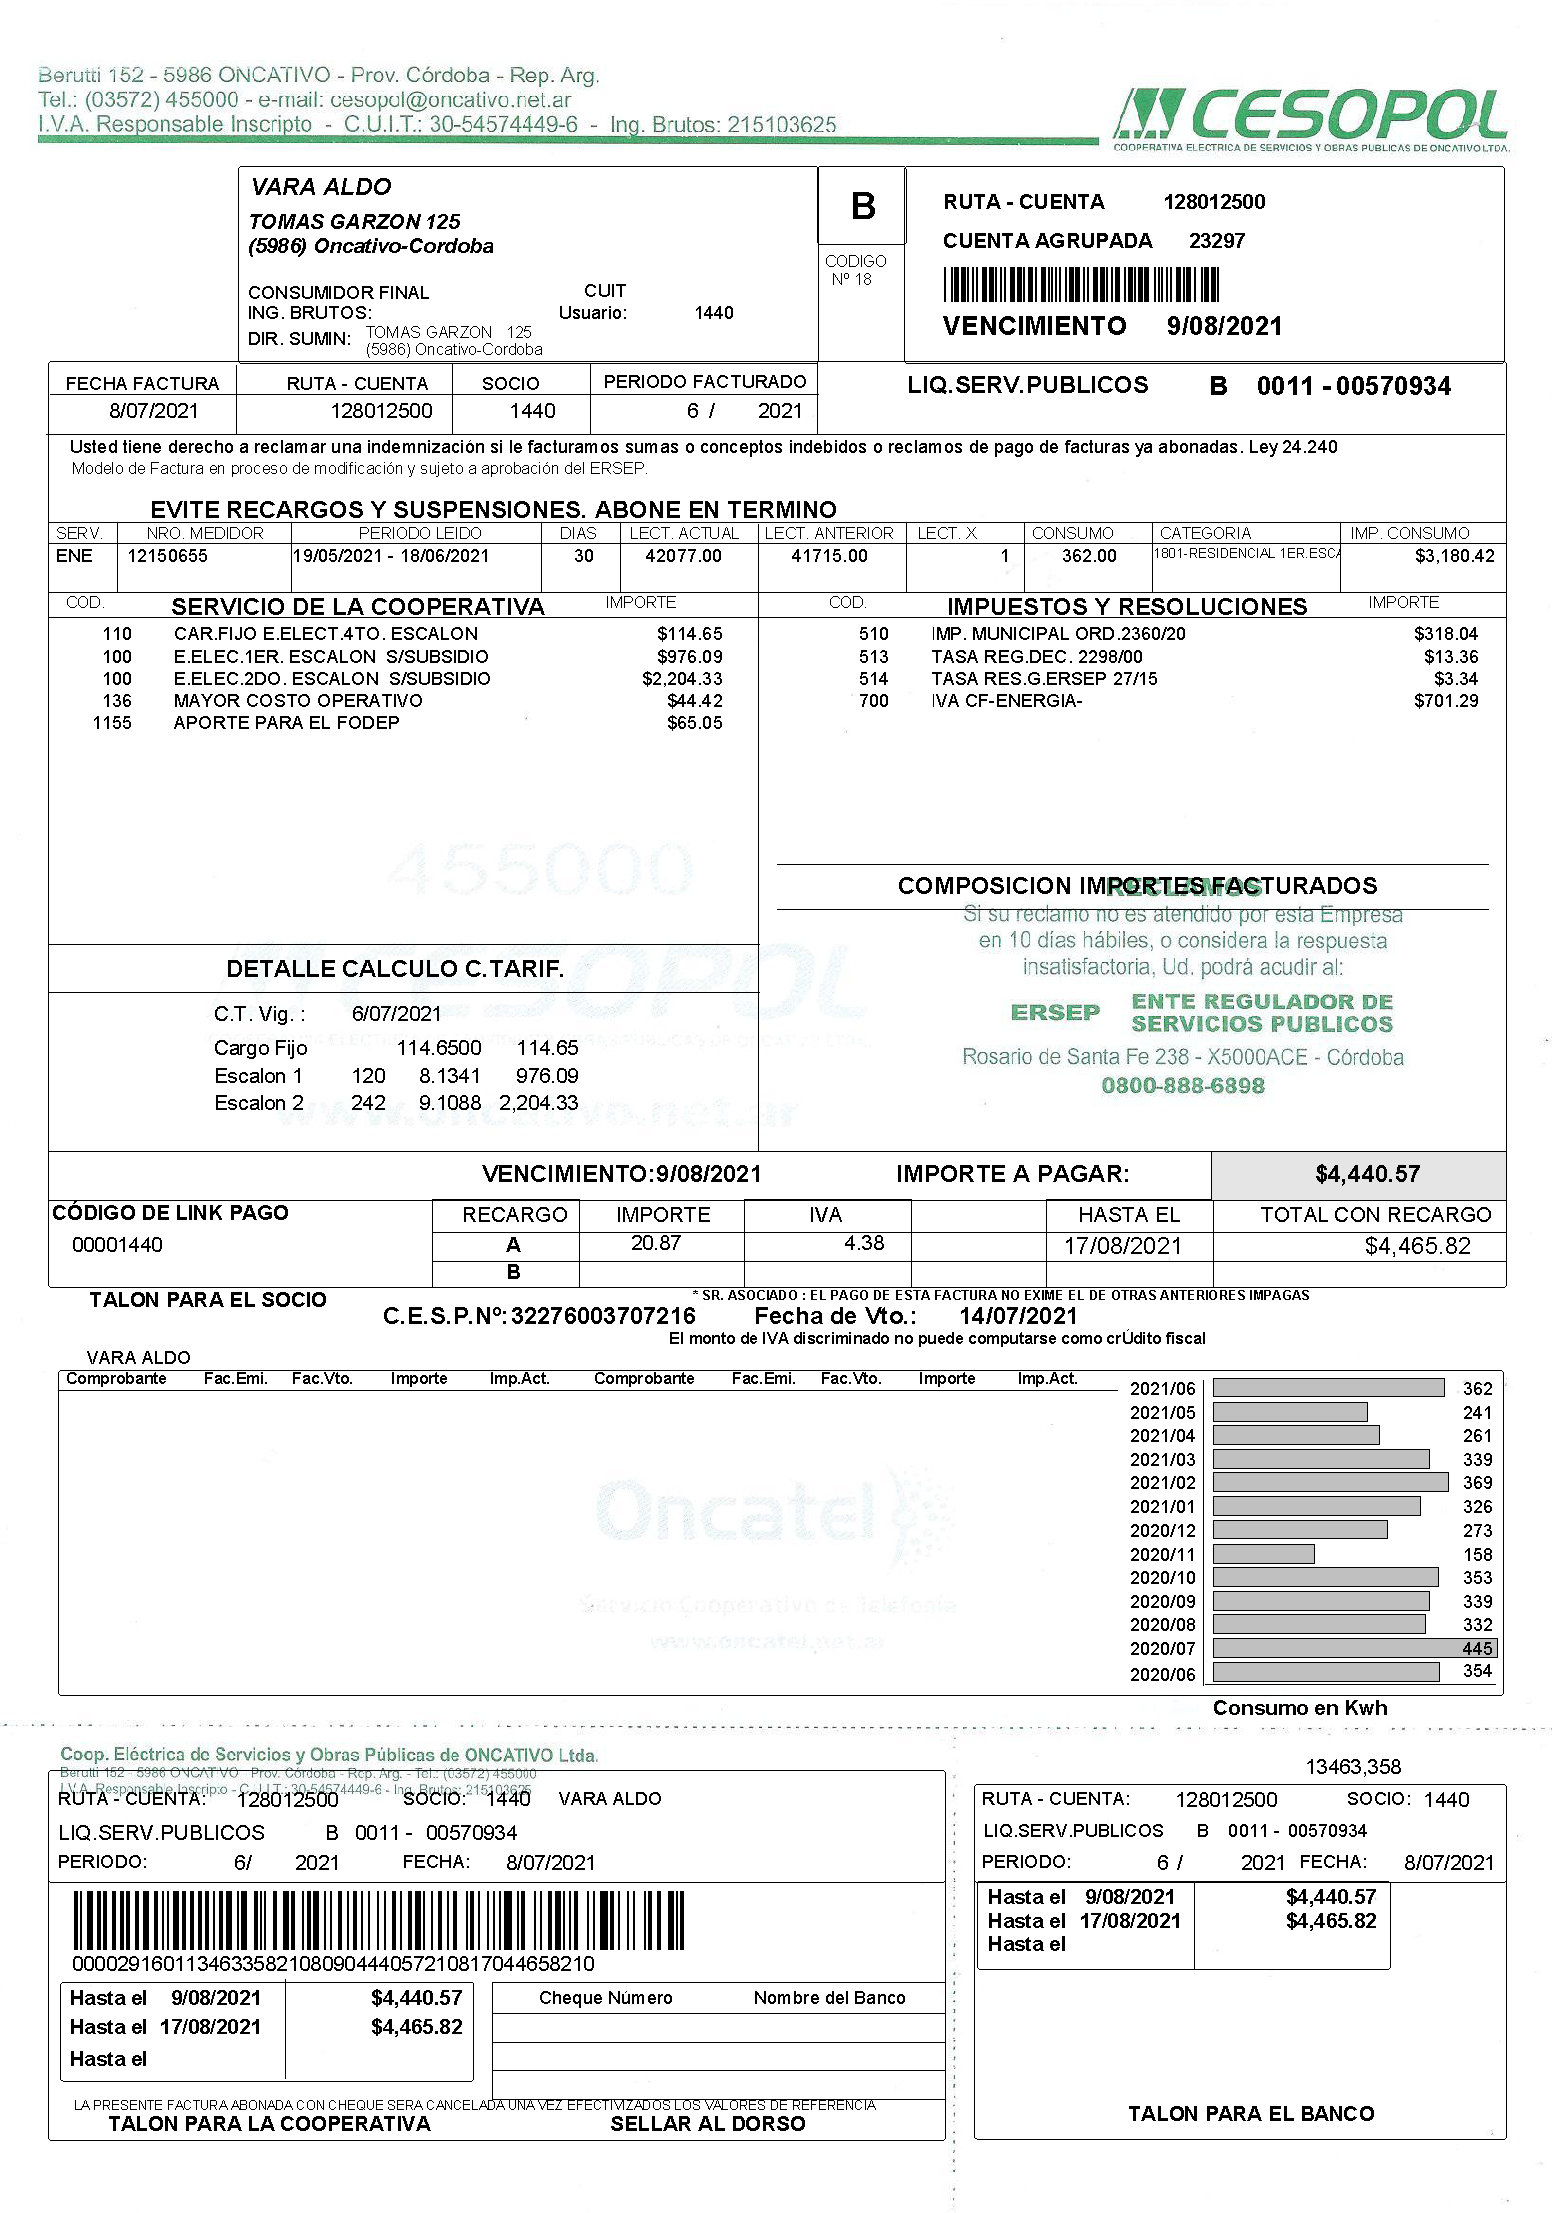 Berutti 152 - 5986 ONCATIVO - Prov. Córdoba - Rep. Arg.
Tel.: (03572) 455000 - e-mail: cesopol@oncativo.net.ar
I.V.A. Responsable Inscripto - C.U.I.T.: 30-54574449-6 - Ing. Brutos: 215103625
CESOPOL
COOPERATIVA ELECTRICA DE SERVICIOS Y OBRAS PUBLICAS DE ONCATIVO LTDA.
VARA ALDO
TOMAS GARZON 125
(5986) Oncativo-Cordoba
CONSUMIDOR FINAL CUIT
ING. BRUTOS: Usuario: 1440
DIR. SUMIN: TOMAS GARZON 125
(5986) Oncativo-Cordoba
B
CODIGO
Nº 18
RUTA - CUENTA 128012500
CUENTA AGRUPADA 23297
VENCIMIENTO 9/08/2021
FECHA FACTURA RUTA - CUENTA SOCIO PERIODO FACTURADO
8/07/2021 128012500 1440 6 / 2021
LIQ.SERV.PUBLICOS B 0011 - 00570934
Usted tiene derecho a reclamar una indemnización si le facturamos sumas o conceptos indebidos o reclamos de pago de facturas ya abonadas. Ley 24.240
Modelo de Factura en proceso de modificación y sujeto a aprobación del ERSEP.
EVITE RECARGOS Y SUSPENSIONES. ABONE EN TERMINO
SERV. NRO. MEDIDOR PERIODO LEIDO DIAS LECT. ACTUAL LECT. ANTERIOR LECT. X CONSUMO CATEGORIA IMP. CONSUMO
ENE 12150655 19/05/2021 - 18/06/2021 30 42077.00 41715.00 1 362.00 1801-RESIDENCIAL 1ER.ESCA $3,180.42
COD. SERVICIO DE LA COOPERATIVA IMPORTE
110 CAR.FIJO E.ELECT.4TO. ESCALON $114.65
100 E.ELEC.1ER. ESCALON S/SUBSIDIO $976.09
100 E.ELEC.2DO. ESCALON S/SUBSIDIO $2,204.33
136 MAYOR COSTO OPERATIVO $44.42
1155 APORTE PARA EL FODEP $65.05
COD. IMPUESTOS Y RESOLUCIONES IMPORTE
510 IMP. MUNICIPAL ORD.2360/20 $318.04
513 TASA REG.DEC. 2298/00 $13.36
514 TASA RES.G.ERSEP 27/15 $3.34
700 IVA CF-ENERGIA- $701.29
455000
CESOPOL
www.oncativo.net.ar
DETALLE CALCULO C.TARIF.
C.T. Vig. : 6/07/2021
Cargo Fijo 114.6500 114.65
Escalon 1 120 8.1341 976.09
Escalon 2 242 9.1088 2,204.33
COMPOSICION IMPORTES FACTURADOS
RECLAMOS
Si su reclamo no es atendido por esta Empresa
en 10 días hábiles, o considera la respuesta
insatisfactoria, Ud. podrá acudir al:
ERSEP ENTE REGULADOR DE
SERVICIOS PUBLICOS
Rosario de Santa Fe 238 - X5000ACE - Córdoba
0800-888-6898
VENCIMIENTO:9/08/2021 IMPORTE A PAGAR: $4,440.57
CÓDIGO DE LINK PAGO RECARGO IMPORTE IVA HASTA EL TOTAL CON RECARGO
00001440 A 20.87 4.38 17/08/2021 $4,465.82
B
TALON PARA EL SOCIO
* SR. ASOCIADO : EL PAGO DE ESTA FACTURA NO EXIME EL DE OTRAS ANTERIORES IMPAGAS
C.E.S.P.Nº: 32276003707216 Fecha de Vto.: 14/07/2021
El monto de IVA discriminado no puede computarse como crÚdito fiscal
VARA ALDO
Comprobante Fac.Emi. Fac.Vto. Importe Imp.Act. Comprobante Fac.Emi. Fac.Vto. Importe Imp.Act.
2021/06 362
2021/05 241
2021/04 261
2021/03 339
2021/02 369
2021/01 326
2020/12 273
2020/11 158
2020/10 353
2020/09 339
2020/08 332
2020/07 445
2020/06 354
Consumo en Kwh
Oncatel
Servicio Cooperativo de Telefonía
www.oncatel.net.ar
Coop. Eléctrica de Servicios y Obras Públicas de ONCATIVO Ltda.
Berutti 152 - 5986 ONCATIVO - Prov. Córdoba - Rep. Arg. - Tel.: (03572) 455000
I.V.A. Responsable Inscripto - C.U.I.T.: 30-54574449-6 - Ing. Brutos: 215103625
RUTA - CUENTA: 128012500 SOCIO: 1440 VARA ALDO
LIQ.SERV.PUBLICOS B 0011 - 00570934
PERIODO: 6/ 2021 FECHA: 8/07/2021
0000291601134633582108090444057210817044658210
Hasta el 9/08/2021 $4,440.57
Hasta el 17/08/2021 $4,465.82
Hasta el
Cheque Número Nombre del Banco
LA PRESENTE FACTURA ABONADA CON CHEQUE SERA CANCELADA UNA VEZ EFECTIVIZADOS LOS VALORES DE REFERENCIA
TALON PARA LA COOPERATIVA SELLAR AL DORSO
13463,358
RUTA - CUENTA: 128012500 SOCIO: 1440
LIQ.SERV.PUBLICOS B 0011 - 00570934
PERIODO: 6 / 2021 FECHA: 8/07/2021
Hasta el 9/08/2021 $4,440.57
Hasta el 17/08/2021 $4,465.82
Hasta el
TALON PARA EL BANCO